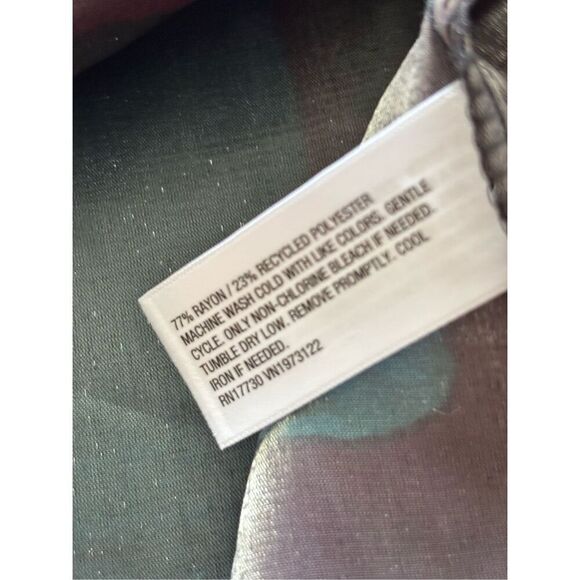 77% RAYON / 23% RECYCLED POLYESTER
MACHINE WASH COLD WITH LIKE COLORS. GENTLE
CYCLE. ONLY NON-CHLORINE BLEACH IF NEEDED.
TUMBLE DRY LOW. REMOVE PROMPTLY. COOL
IRON IF NEEDED.
RN17730 VN1973122